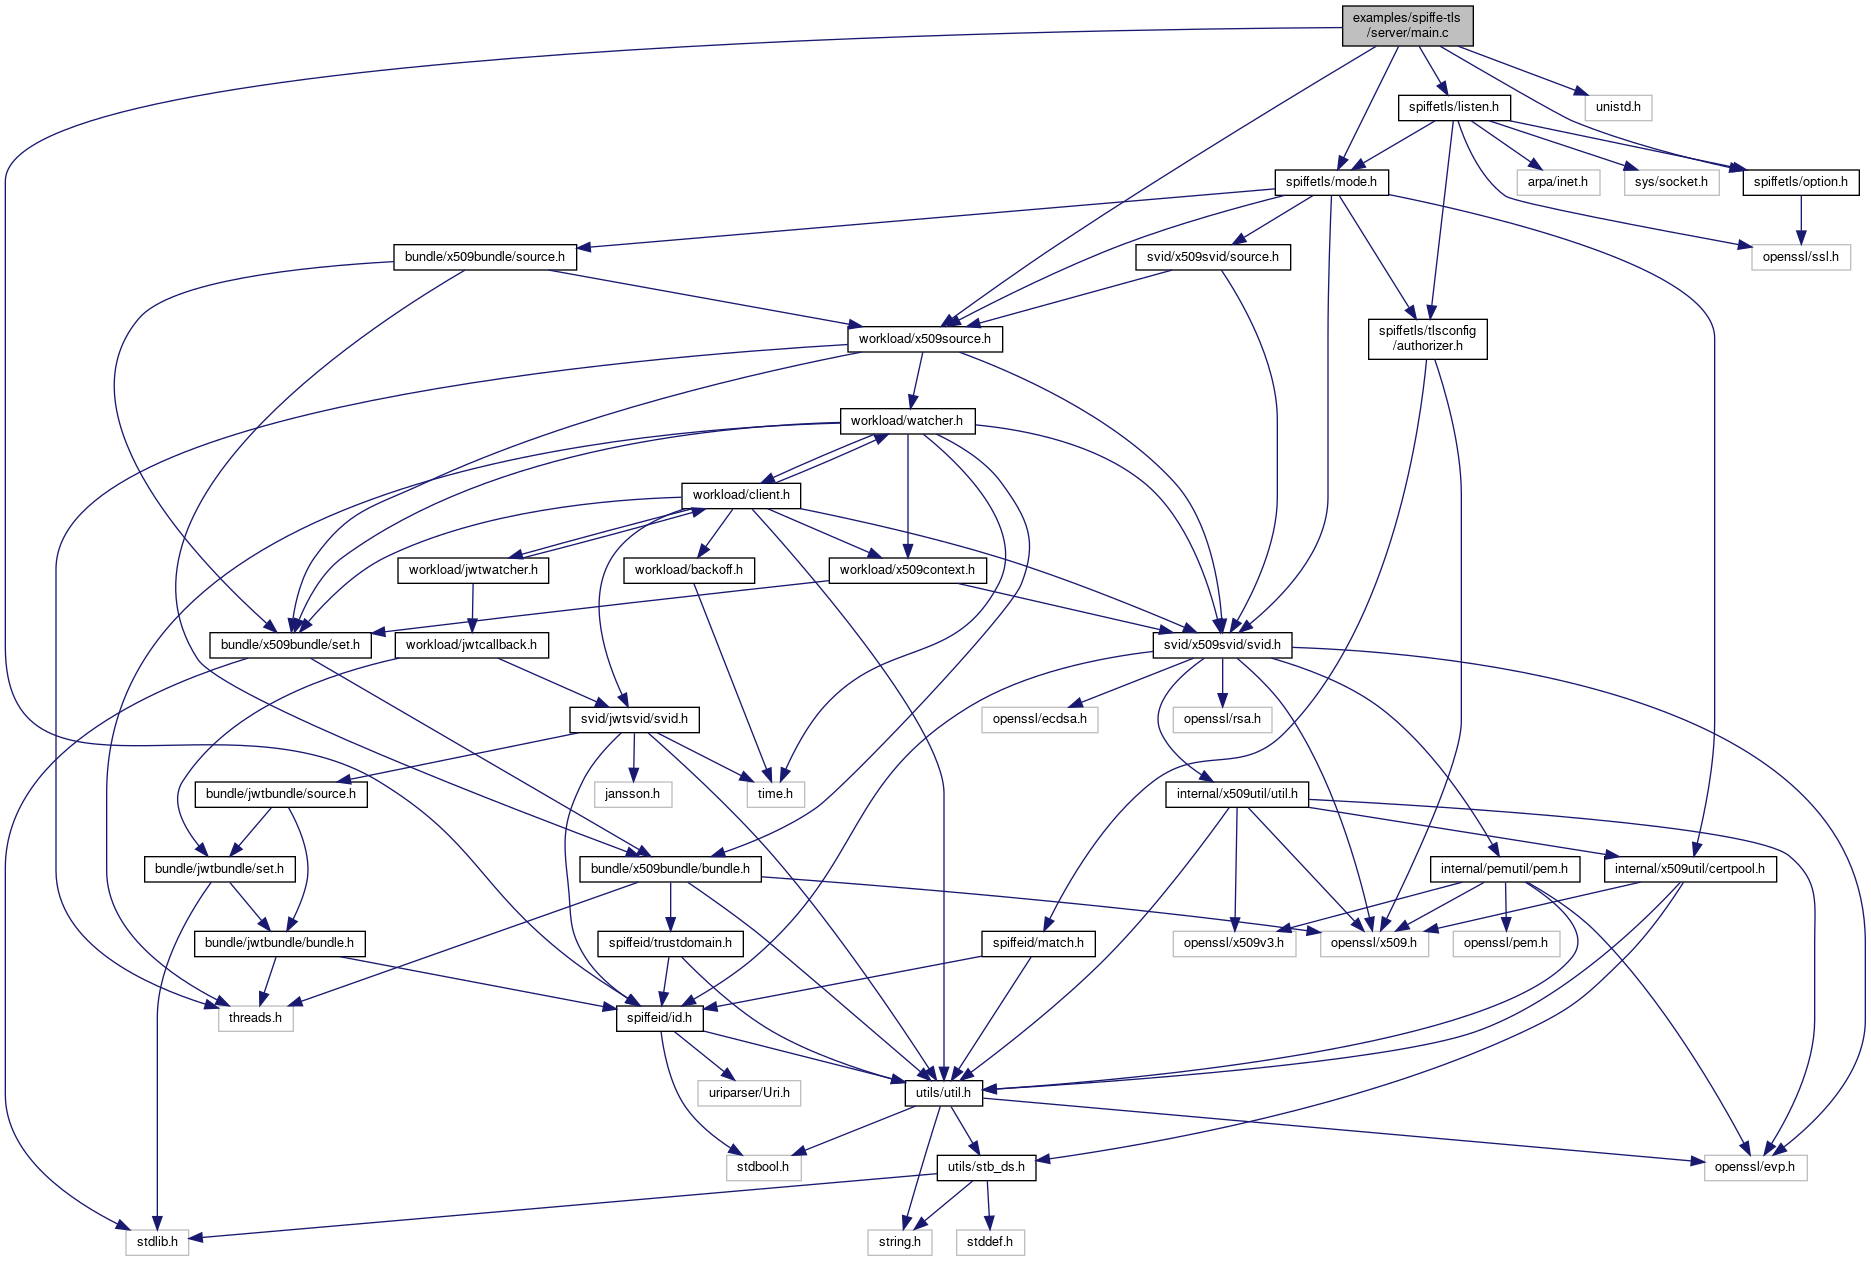 examples/spiffe-tls
/server/main.c
spiffetls/listen.h
unistd.h
spiffetls/mode.h
arpa/inet.h
sys/socket.h
spiffetls/option.h
bundle/x509bundle/source.h
svid/x509svid/source.h
openssl/ssl.h
workload/x509source.h
spiffetls/tlsconfig
/authorizer.h
workload/watcher.h
workload/client.h
workload/jwtwatcher.h
workload/backoff.h
workload/x509context.h
bundle/x509bundle/set.h
workload/jwtcallback.h
svid/x509svid/svid.h
svid/jwtsvid/svid.h
openssl/ecdsa.h
openssl/rsa.h
bundle/jwtbundle/source.h
jansson.h
time.h
internal/x509util/util.h
bundle/jwtbundle/set.h
bundle/x509bundle/bundle.h
internal/pemutil/pem.h
internal/x509util/certpool.h
bundle/jwtbundle/bundle.h
spiffeid/trustdomain.h
spiffeid/match.h
openssl/x509v3.h
openssl/x509.h
openssl/pem.h
threads.h
spiffeid/id.h
uriparser/Uri.h
utils/util.h
stdbool.h
utils/stb_ds.h
openssl/evp.h
stdlib.h
string.h
stddef.h